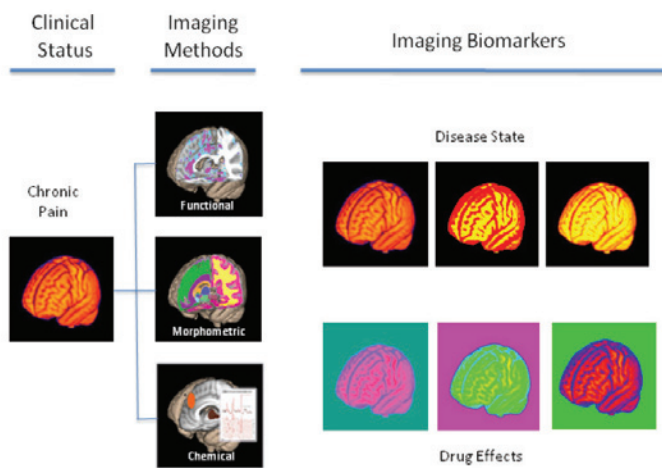 Clinical
Status
Imaging
Methods
Imaging Biomarkers
Chronic
Pain
Functional
Morphometric
Chemical
Disease State
Drug Effects